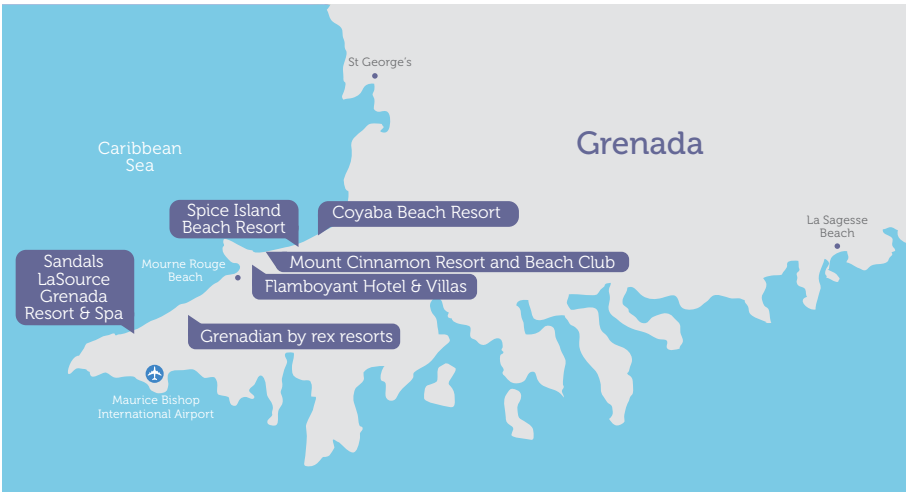 St George's
Grenada
Caribbean
Sea
Spice Island
Beach Resort
Coyaba Beach Resort
La Sagesse
Beach
Sandals
LaSource
Grenada
Resort & Spa
Mourne Rouge
Beach
Mount Cinnamon Resort and Beach Club
Flamboyant Hotel & Villas
Grenadian by rex resorts
Maurice Bishop
International Airport